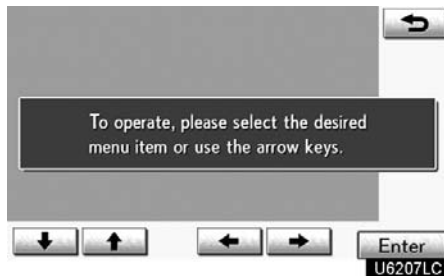 To operate, please select the desired
menu item or use the arrow keys.
Enter
U6207LC